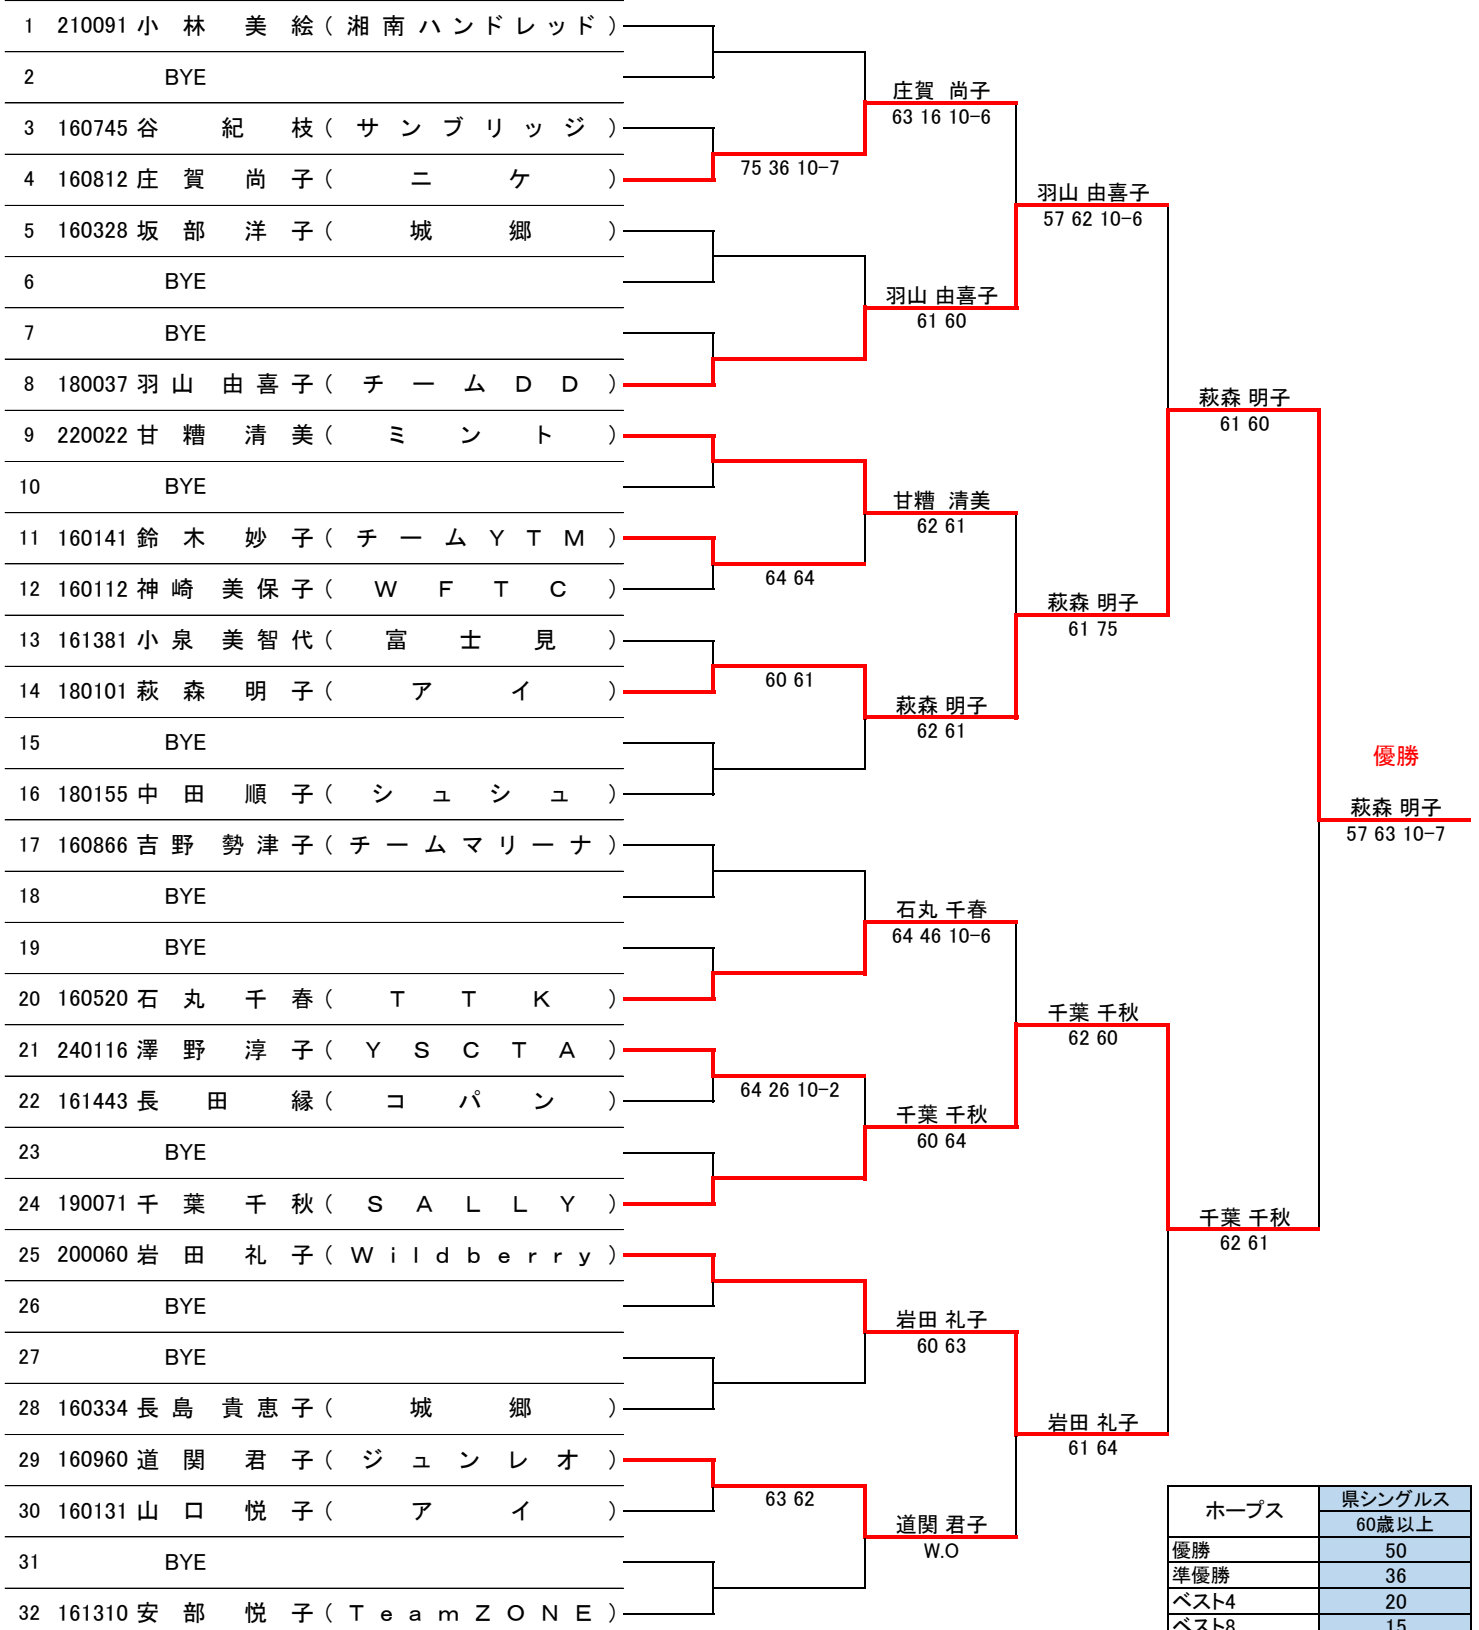 1 210091 小林 美絵 (湘南ハンドレッド)
2 BYE
3 160745 谷 紀枝 (サンブリッジ)
4 160812 庄賀 尚子 (ニケ)
5 160328 坂部 洋子 (城郷)
6 BYE
7 BYE
8 180037 羽山 由喜子 (チームDD)
9 220022 甘糟 清美 (ミント)
10 BYE
11 160141 鈴木 妙子 (チームYTM)
12 160112 神崎 美保子 (WFTC)
13 161381 小泉 美智代 (富士見)
14 180101 萩森 明子 (アイ)
15 BYE
16 180155 中田 順子 (シュシュ)
17 160866 吉野 勢津子 (チームマリーナ)
18 BYE
19 BYE
20 160520 石丸 千春 (TTK)
21 240116 澤野 淳子 (YSCTA)
22 161443 長田 縁 (コパン)
23 BYE
24 190071 千葉 千秋 (SALLY)
25 200060 岩田 礼子 (Wildberry)
26 BYE
27 BYE
28 160334 長島 貴恵子 (城郷)
29 160960 道関 君子 (ジュンレオ)
30 160131 山口 悦子 (アイ)
31 BYE
32 161310 安部 悦子 (TeamZONE)
75 36 10-7
64 64
60 61
64 26 10-2
63 62
庄賀 尚子
63 16 10-6
羽山 由喜子
61 60
甘糟 清美
62 61
萩森 明子
62 61
石丸 千春
64 46 10-6
千葉 千秋
60 64
岩田 礼子
60 63
道関 君子
W.O
羽山 由喜子
57 62 10-6
萩森 明子
61 75
千葉 千秋
62 60
岩田 礼子
61 64
萩森 明子
61 60
千葉 千秋
62 61
優勝
萩森 明子
57 63 10-7
ホープス 県シングルス
60歳以上
優勝 50
準優勝 36
ベスト4 20
ベスト8 15